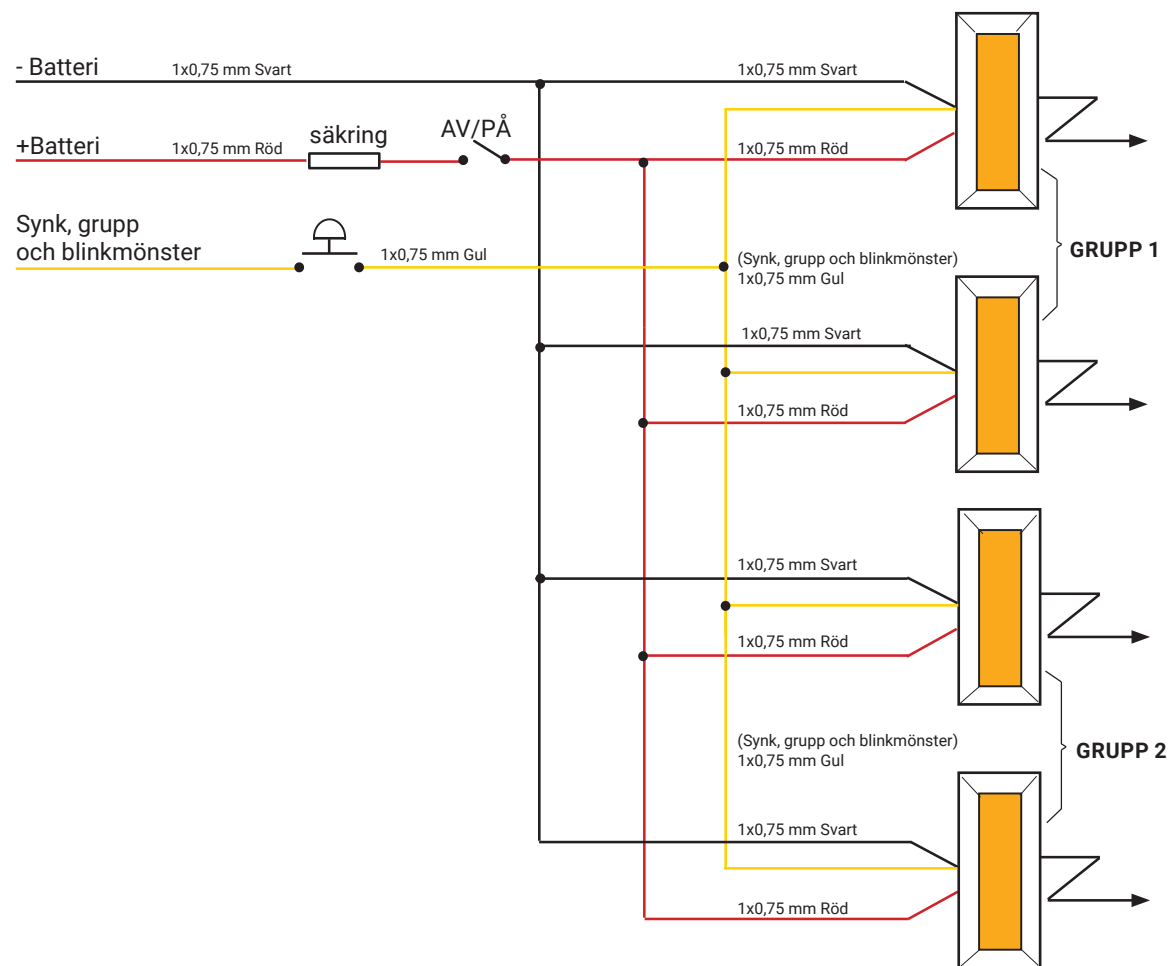 - Batteri
1x0,75 mm Svart
1x0,75 mm Svart
+Batteri
1x0,75 mm Röd
säkring
AV/PÅ
1x0,75 mm Röd
Synk, grupp
och blinkmönster
1x0,75 mm Gul
(Synk, grupp och blinkmönster)
1x0,75 mm Gul
GRUPP 1
1x0,75 mm Svart
1x0,75 mm Röd
1x0,75 mm Svart
1x0,75 mm Röd
(Synk, grupp och blinkmönster)
1x0,75 mm Gul
GRUPP 2
1x0,75 mm Svart
1x0,75 mm Röd